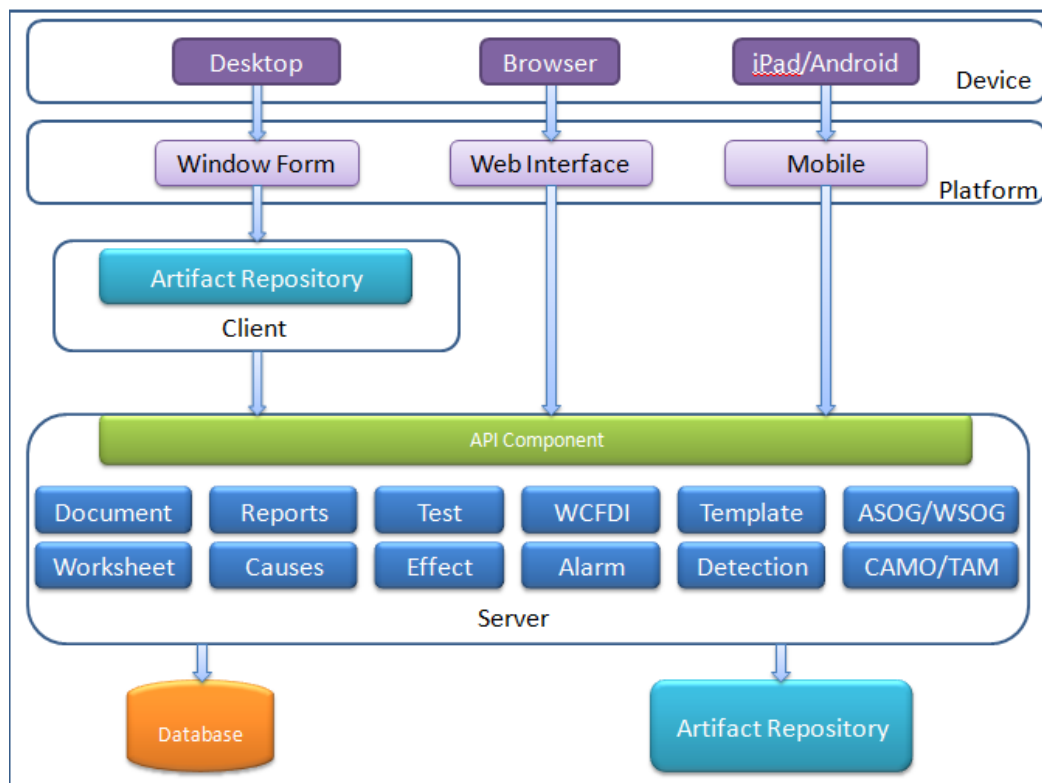 Desktop
Browser
iPad/Android
Device
Window Form
Web Interface
Mobile
Platform
Artifact Repository
Client
API Component
Document
Reports
Test
WCFDI
Template
ASOG/WSOG
Worksheet
Causes
Effect
Alarm
Detection
CAMO/TAM
Server
Database
Artifact Repository